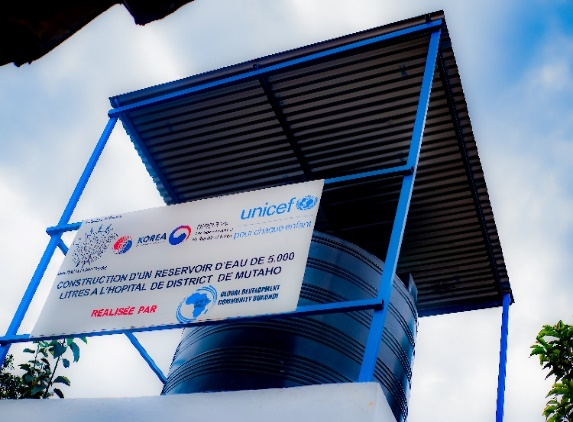 KOREA
unicef
pour chaque enfant
CONSTRUCTION D'UN RESERVOIR D'EAU DE 5.000
LITRES A L'HOPITAL DE DISTRICT DE MUTAHO
REALISÉE PAR
GLOBAL DEVELOPMENT
COMMUNITY BURUNDI